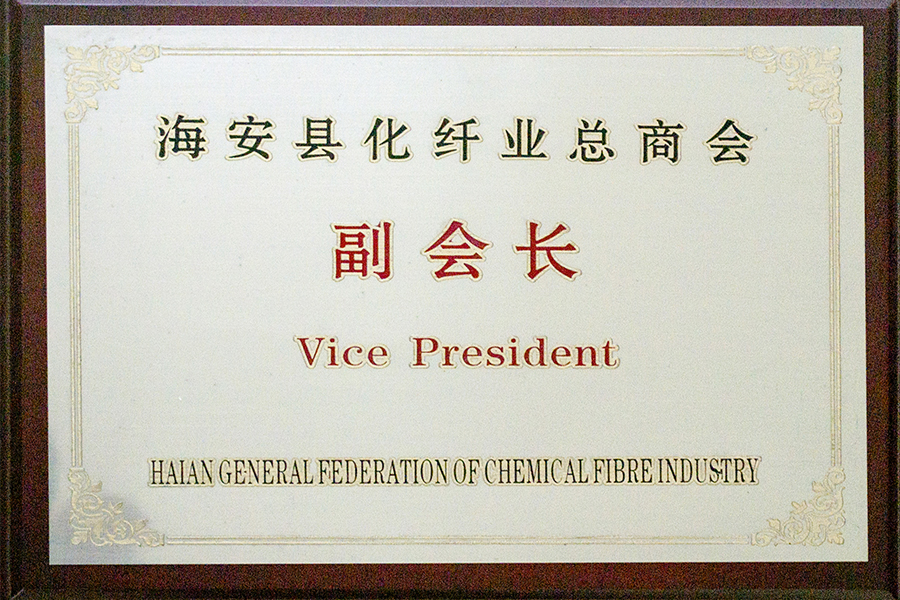 海安县化纤业总商会
副会长
Vice President
HAIAN GENERAL FEDERATION OF CHEMICAL FIBRE INDUSTRY